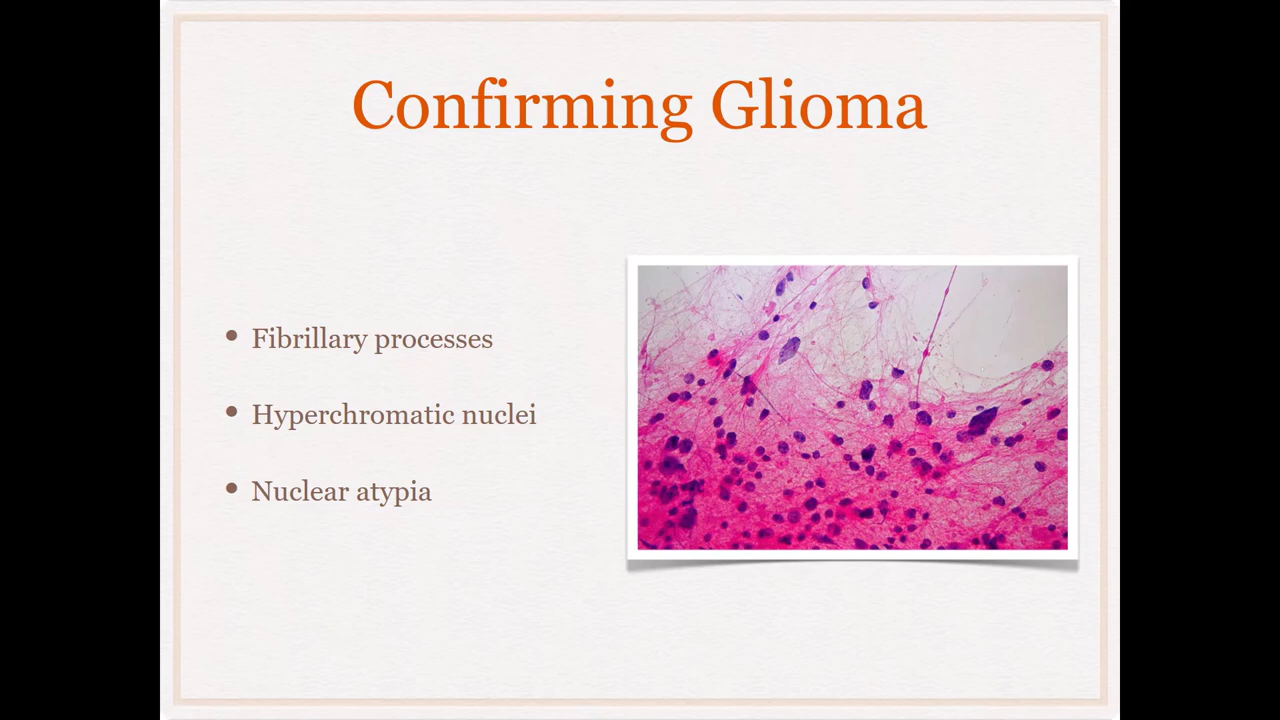 Confirming Glioma
• Fibrillary processes
• Hyperchromatic nuclei
• Nuclear atypia